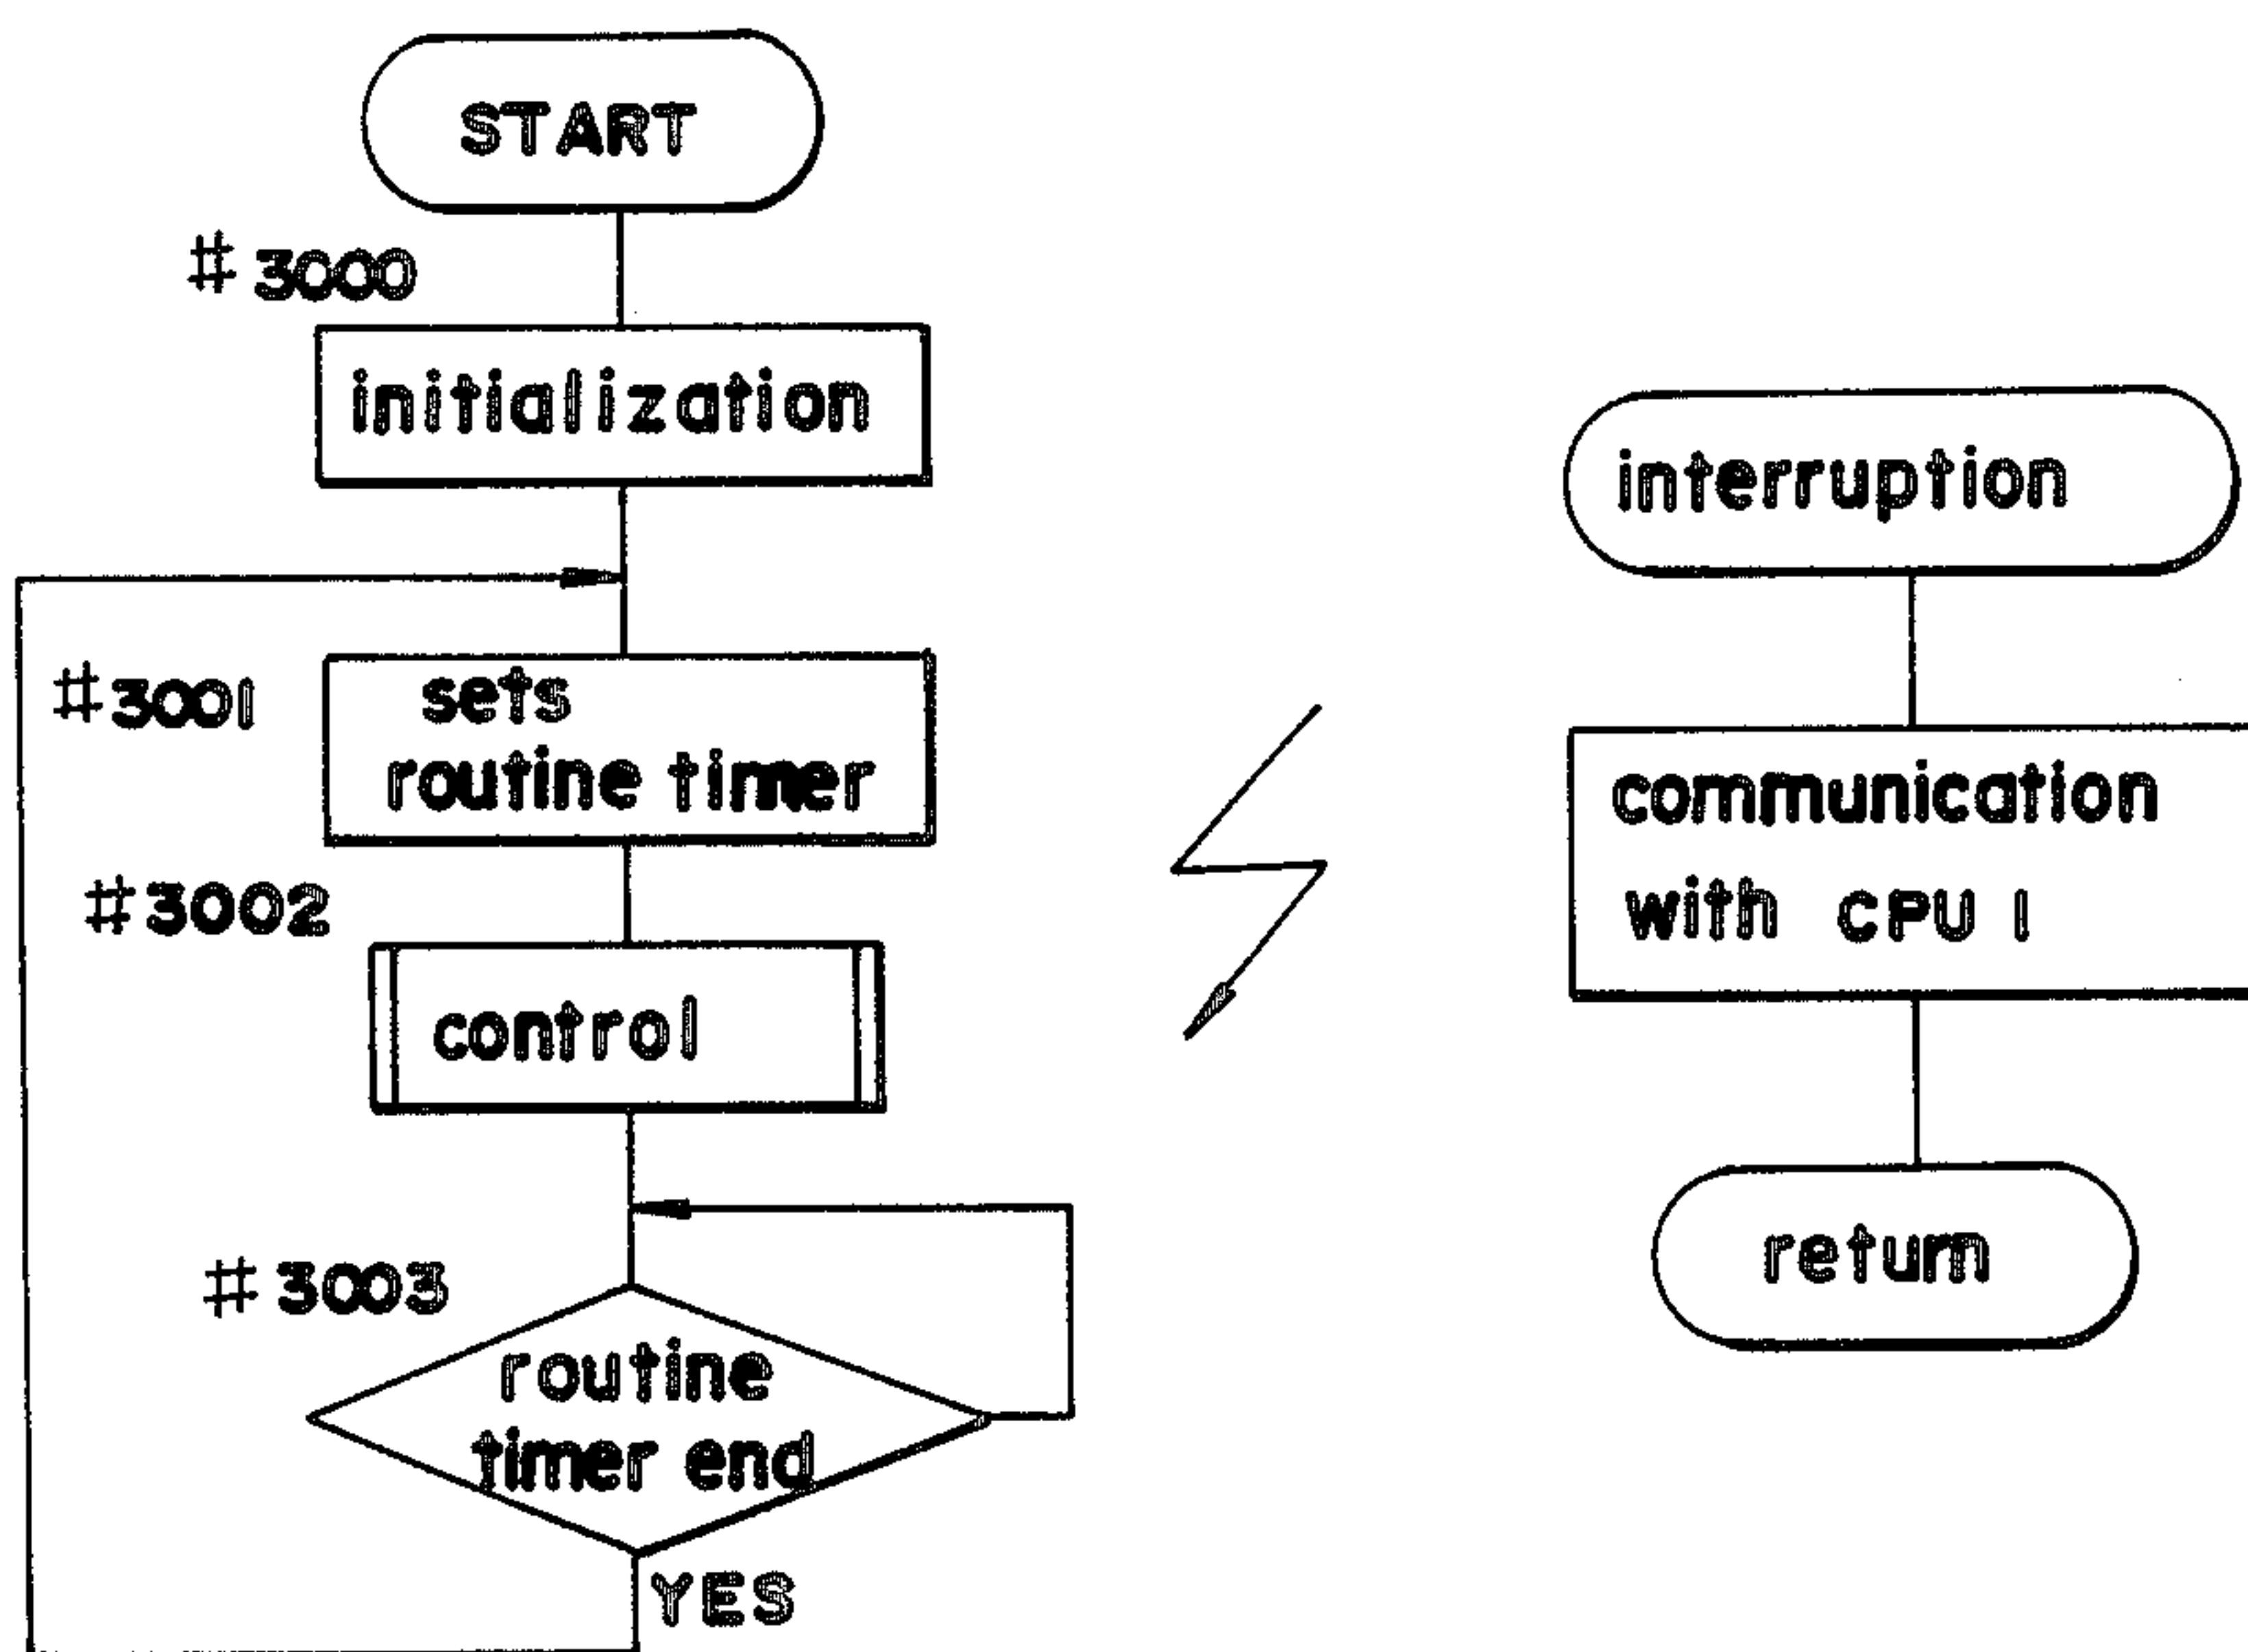 START
#3000
initialization
#3001
sets
routine timer
#3002
control
#3003
routine
timer end
YES
interruption
communication
with CPU 1
return